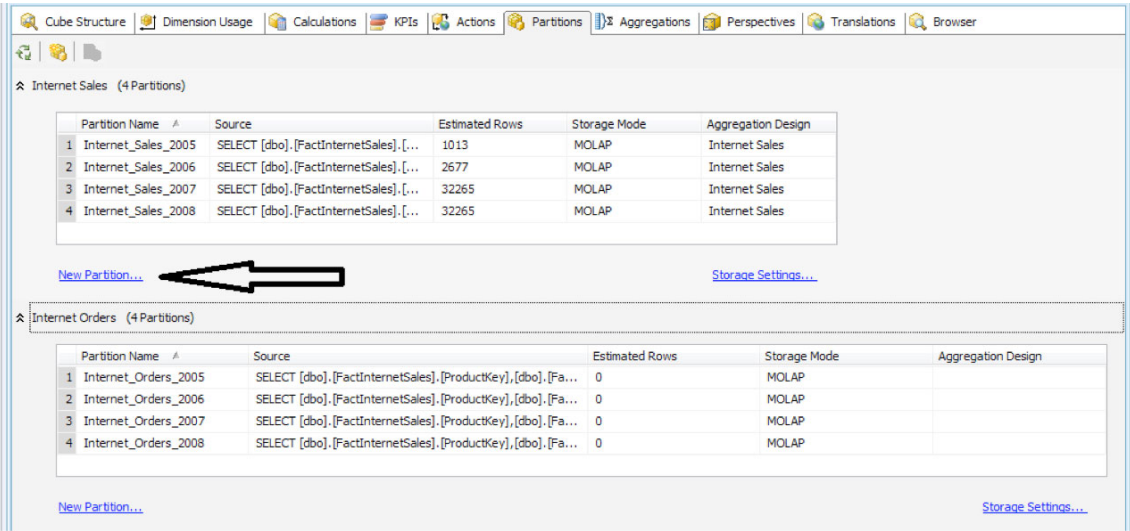 Cube Structure Dimension Usage Calculations KPIs Actions Partitions Aggregations Perspectives Translations Browser
Internet Sales (4 Partitions)
Partition Name Source Estimated Rows Storage Mode Aggregation Design
1 Internet_Sales_2005 SELECT [dbo].[FactInternetSales].[... 1013 MOLAP Internet Sales
2 Internet_Sales_2006 SELECT [dbo].[FactInternetSales].[... 2677 MOLAP Internet Sales
3 Internet_Sales_2007 SELECT [dbo].[FactInternetSales].[... 32265 MOLAP Internet Sales
4 Internet_Sales_2008 SELECT [dbo].[FactInternetSales].[... 32265 MOLAP Internet Sales
New Partition... Storage Settings...
Internet Orders (4 Partitions)
Partition Name Source Estimated Rows Storage Mode Aggregation Design
1 Internet_Orders_2005 SELECT [dbo].[FactInternetSales].[ProductKey],[dbo].[Fa... 0 MOLAP
2 Internet_Orders_2006 SELECT [dbo].[FactInternetSales].[ProductKey],[dbo].[Fa... 0 MOLAP
3 Internet_Orders_2007 SELECT [dbo].[FactInternetSales].[ProductKey],[dbo].[Fa... 0 MOLAP
4 Internet_Orders_2008 SELECT [dbo].[FactInternetSales].[ProductKey],[dbo].[Fa... 0 MOLAP
New Partition... Storage Settings...